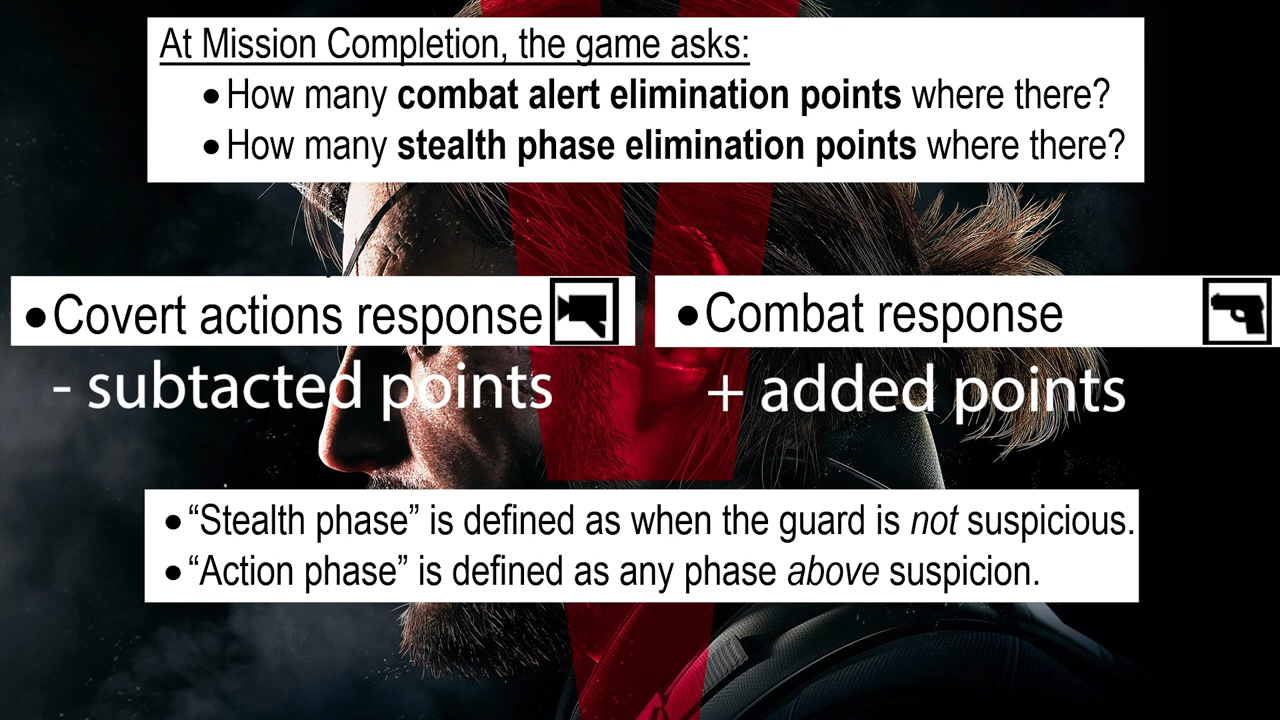 At Mission Completion, the game asks:
• How many combat alert elimination points where there?
• How many stealth phase elimination points where there?
• Covert actions response
• Combat response
- subtacted points
+ added points
• “Stealth phase” is defined as when the guard is not suspicious.
• “Action phase” is defined as any phase above suspicion.